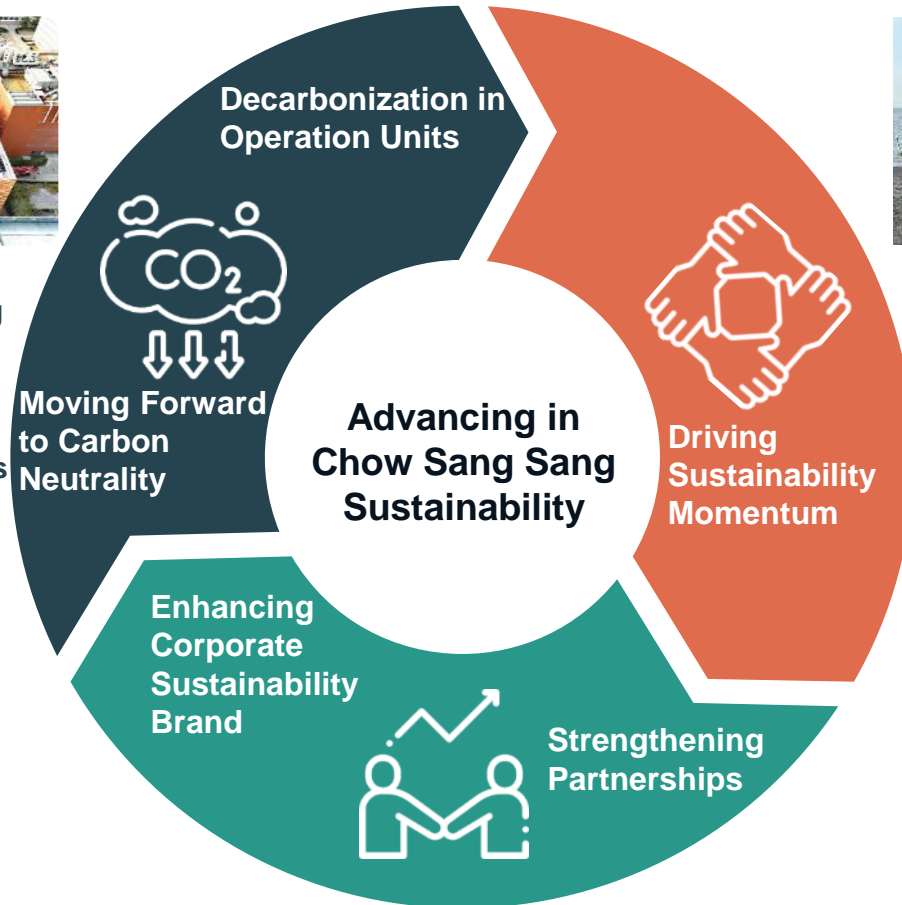 Decarbonization in
Operation Units
CO₂
Moving Forward
to Carbon
Neutrality
Advancing in
Chow Sang Sang
Sustainability
Driving
Sustainability
Momentum
Enhancing
Corporate
Sustainability
Brand
Strengthening
Partnerships